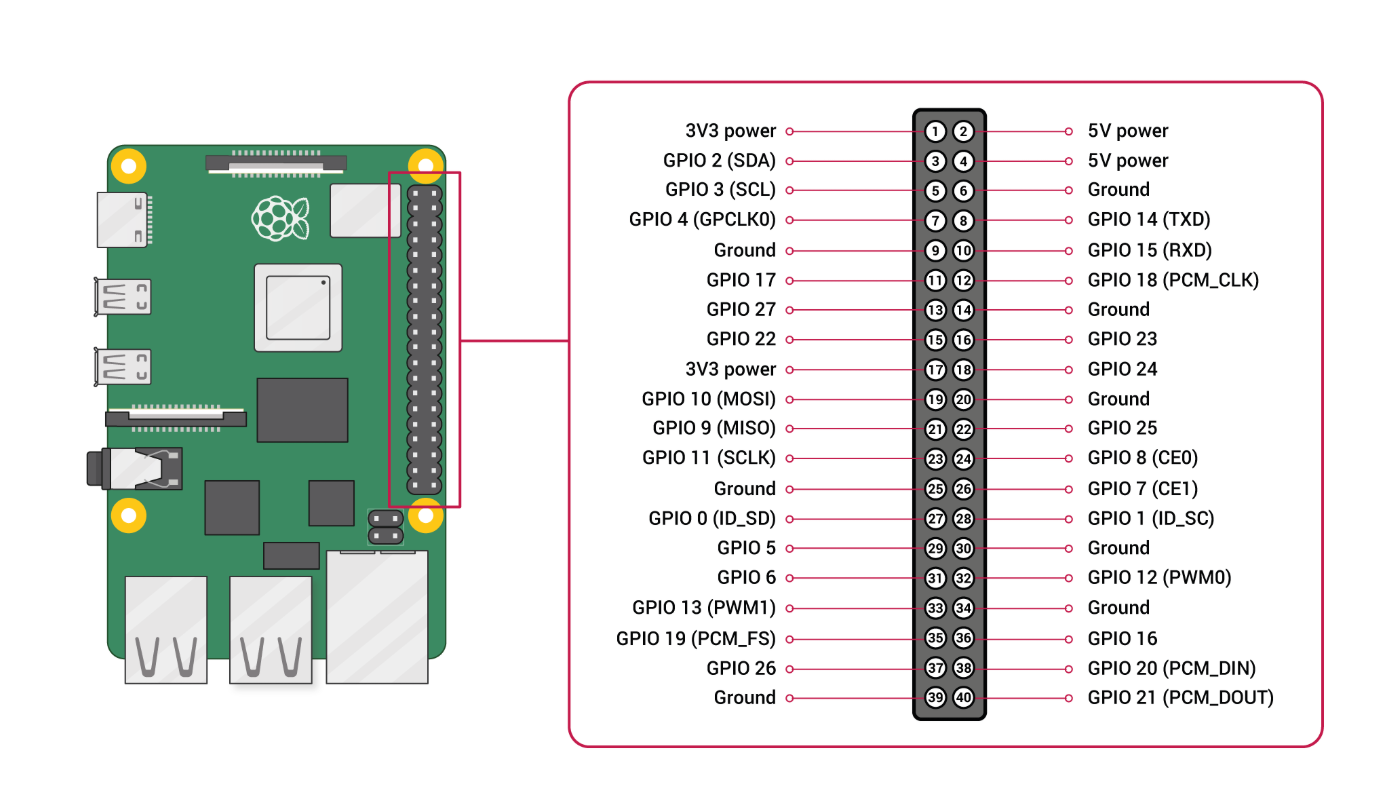 3V3 power 1 2 5V power
GPIO 2 (SDA) 3 4 5V power
GPIO 3 (SCL) 5 6 Ground
GPIO 4 (GPCLK0) 7 8 GPIO 14 (TXD)
Ground 9 10 GPIO 15 (RXD)
GPIO 17 11 12 GPIO 18 (PCM_CLK)
GPIO 27 13 14 Ground
GPIO 22 15 16 GPIO 23
3V3 power 17 18 GPIO 24
GPIO 10 (MOSI) 19 20 Ground
GPIO 9 (MISO) 21 22 GPIO 25
GPIO 11 (SCLK) 23 24 GPIO 8 (CE0)
Ground 25 26 GPIO 7 (CE1)
GPIO 0 (ID_SD) 27 28 GPIO 1 (ID_SC)
GPIO 5 29 30 Ground
GPIO 6 31 32 GPIO 12 (PWM0)
GPIO 13 (PWM1) 33 34 Ground
GPIO 19 (PCM_FS) 35 36 GPIO 16
GPIO 26 37 38 GPIO 20 (PCM_DIN)
Ground 39 40 GPIO 21 (PCM_DOUT)